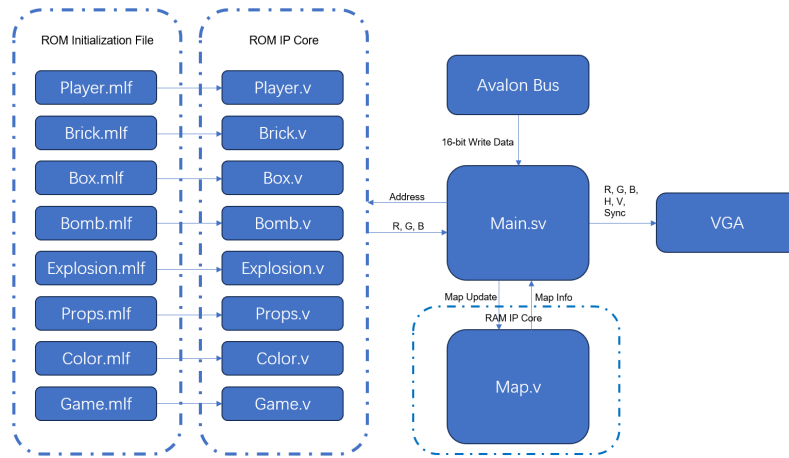 ROM Initialization File
ROM IP Core
Player.mlf
Player.v
Brick.mlf
Brick.v
Box.mlf
Box.v
Bomb.mlf
Bomb.v
Explosion.mlf
Explosion.v
Props.mlf
Props.v
Color.mlf
Color.v
Game.mlf
Game.v
Avalon Bus
16-bit Write Data
Address
R, G, B
Main.sv
R, G, B,
H, V,
Sync
VGA
Map Update
Map Info
RAM IP Core
Map.v